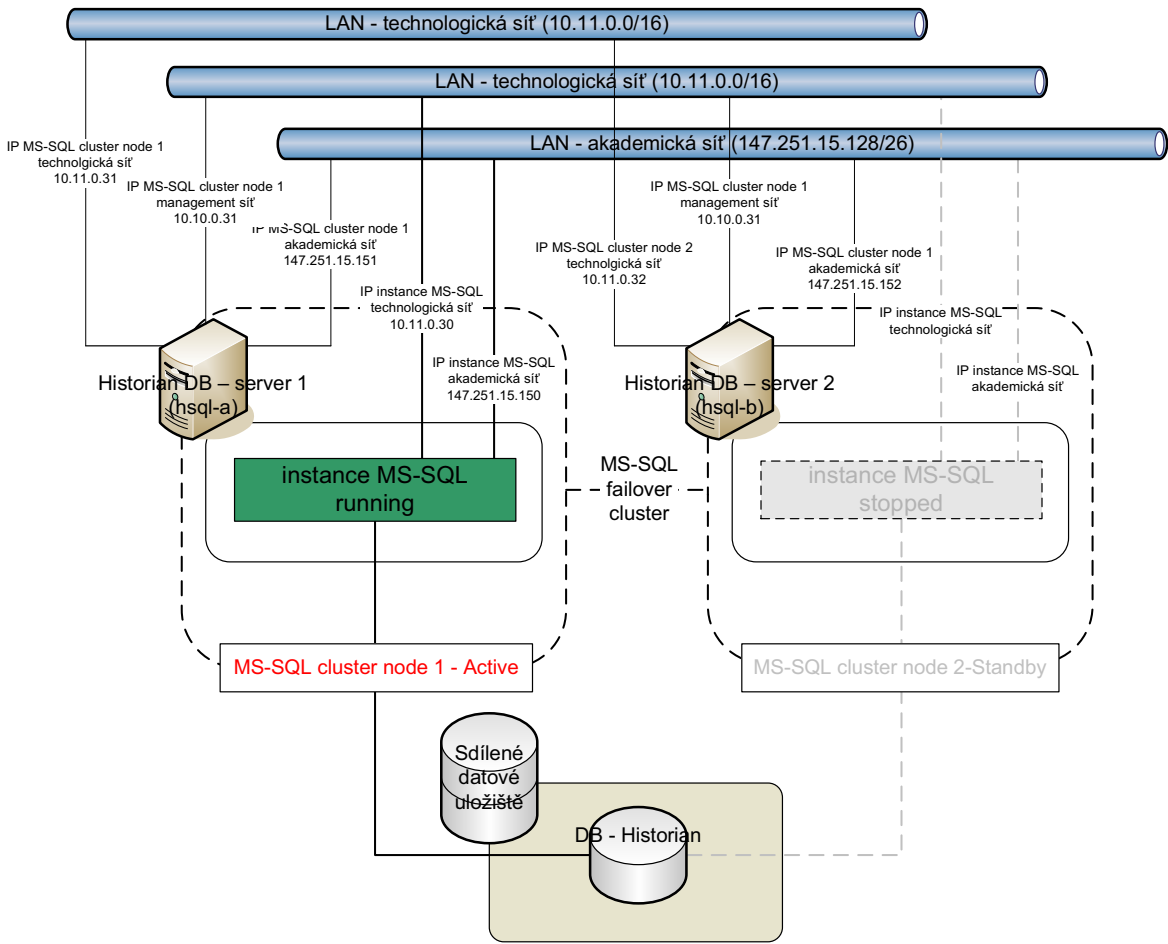 LAN - technologická síť (10.11.0.0/16)
LAN - technologická síť (10.11.0.0/16)
LAN - akademická síť (147.251.15.128/26)
IP MS-SQL cluster node 1
technolgická síť
10.11.0.31
IP MS-SQL cluster node 1
management síť
10.10.0.31
IP MS-SQL cluster node 1
akademická síť
147.251.15.151
IP instance MS-SQL
technologická síť
10.11.0.30
IP instance MS-SQL
akademická síť
147.251.15.150
IP MS-SQL cluster node 2
technolgická síť
10.11.0.32
IP MS-SQL cluster node 1
management síť
10.10.0.31
IP MS-SQL cluster node 1
akademická síť
147.251.15.152
IP instance MS-SQL
technologická síť
IP instance MS-SQL
akademická síť
Historian DB – server 1
(hsql-a)
Historian DB – server 2
(hsql-b)
instance MS-SQL
running
MS-SQL
failover
cluster
instance MS-SQL
stopped
MS-SQL cluster node 1 - Active
MS-SQL cluster node 2-Standby
Sdílené
datové
uložiště
DB - Historian